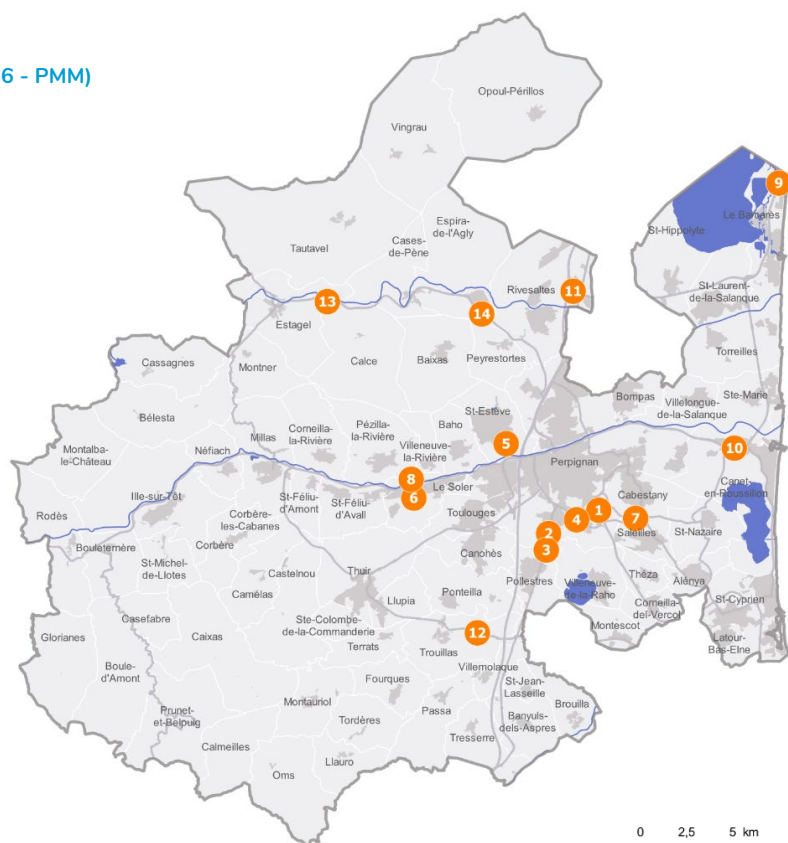 6 - PMM)
Opoul-Périllos
Vingrau
9
Le Barcarès
St-Hippolyte
Espira-
de-l'Agly
Tautavel
Cases-
de-Pène
St-Laurent-
de-la-Salanque
Rivesaltes
11
13
14
Estagel
Torreilles
Cassagnes
Montner
Calce
Baixas
Peyrestortes
Bompas
Villelongue-
de-la-Salanque
Ste-Marie
Bélesta
St-Estève
Baho
Corneilla-
la-Rivière
Pézilla-
la-Rivière
Millas
Néfiach
Montalba-
le-Château
Villeneuve-
la-Rivière
5
10
Perpignan
8
6
Le Soler
Canet-
en-Roussillon
Cabestany
Ille-sur-Têt
St-Féliu-
d'Amont
St-Féliu-
d'Avall
Rodès
Corbère-
les-Cabanes
Toulouges
1
4
7
2
3
Saleilles
St-Nazaire
Bouleternère
Corbère
St-Michel-
de-Llotes
Canohès
Castelnou
Thuir
Pollestres
Villeneuve-
de-la-Raho
Théza
Alénya
Camélas
Llupia
Ponteilla
Corneilla-
del-Vercol
St-Cyprien
Casefabre
Ste-Colombe-
de-la-Commanderie
Montescot
Glorianes
Caixas
Terrats
Trouillas
12
Latour-
Bas-Elne
Boule-
d'Amont
Villemolaque
Fourques
St-Jean-
Lasseille
Prunet-
et-Belpuig
Montauriol
Passa
Brouilla
Tordères
Banyuls-
dels-Aspres
Calmeilles
Tresserre
Llauro
Oms
0 2,5 5 km